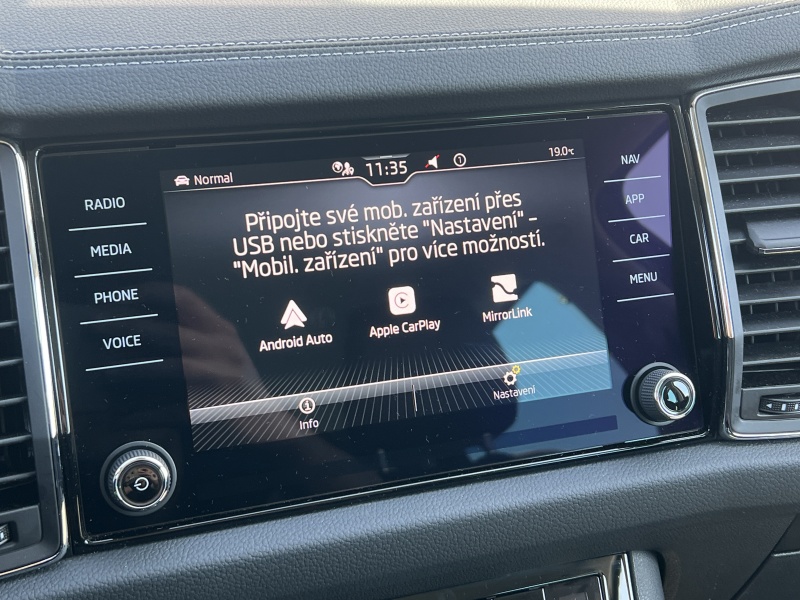 Normal
11:35
1
19.0°C
RADIO
MEDIA
PHONE
VOICE
Připojte své mob. zařízení přes
USB nebo stiskněte "Nastavení" –
"Mobil. zařízení" pro více možností.
Android Auto
Apple CarPlay
MirrorLink
Info
Nastavení
NAV
APP
CAR
MENU